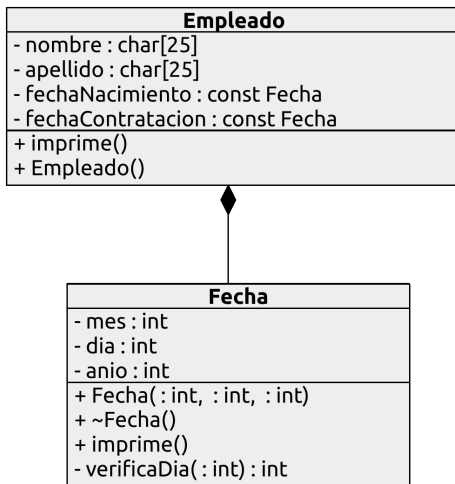 Empleado
- nombre : char[25]
- apellido : char[25]
- fechaNacimiento : const Fecha
- fechaContratacion : const Fecha
+ imprime()
+ Empleado()
Fecha
- mes : int
- dia : int
- anio : int
+ Fecha( : int,  : int,  : int)
+ ~Fecha()
+ imprime()
- verificaDia( : int) : int